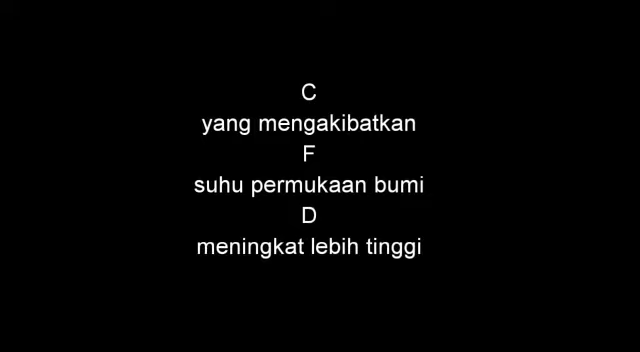 C
yang mengakibatkan
F
suhu permukaan bumi
D
meningkat lebih tinggi